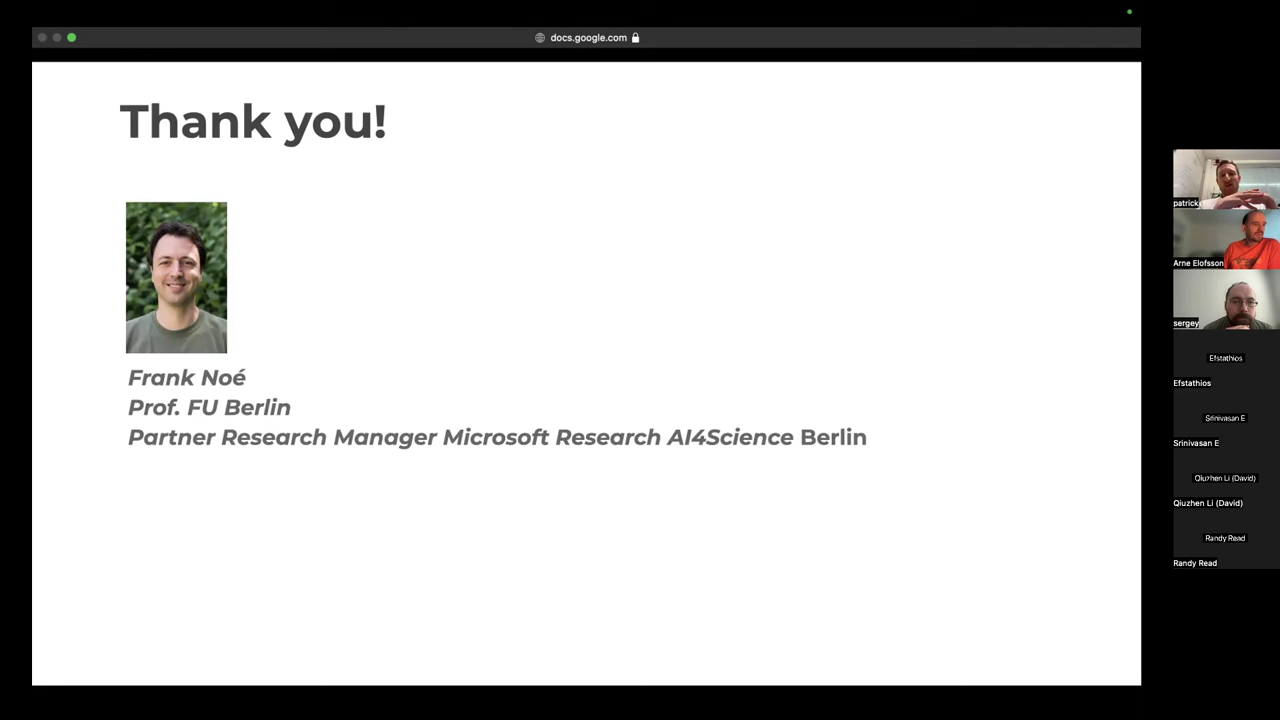 docs.google.com
Thank you!
Frank Noé
Prof. FU Berlin
Partner Research Manager Microsoft Research AI4Science Berlin
patrick
Arne Elofsson
sergey
Efstathios
Efstathios
Srinivasan E
Srinivasan E
Qiuzhen Li (David)
Qiuzhen Li (David)
Randy Read
Randy Read